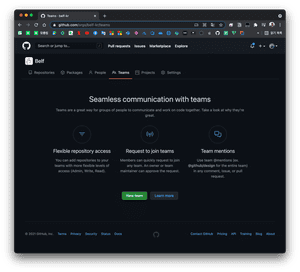 Teams · self-kr
github.com/orgs/self-kr/teams
Search or jump to...
Pull requests Issues Marketplace Explore
Repositories Packages People Teams Projects Settings
Seamless communication with teams
Teams are a great way for groups of people to communicate and work on code together. Take a look at why they're great.
Flexible repository access
You can add repositories to your teams with more flexible levels of access (Admin, Write, Read).
Request to join teams
Members can quickly request to join any team. An owner or team maintainer can approve the request.
Team mentions
Use team @mentions (ex. @github/design for the entire team) in any comment, issue, or pull request.
New team Learn more
© 2021 GitHub, Inc. Terms Privacy Security Status Docs
Contact GitHub Pricing API Training Blog About